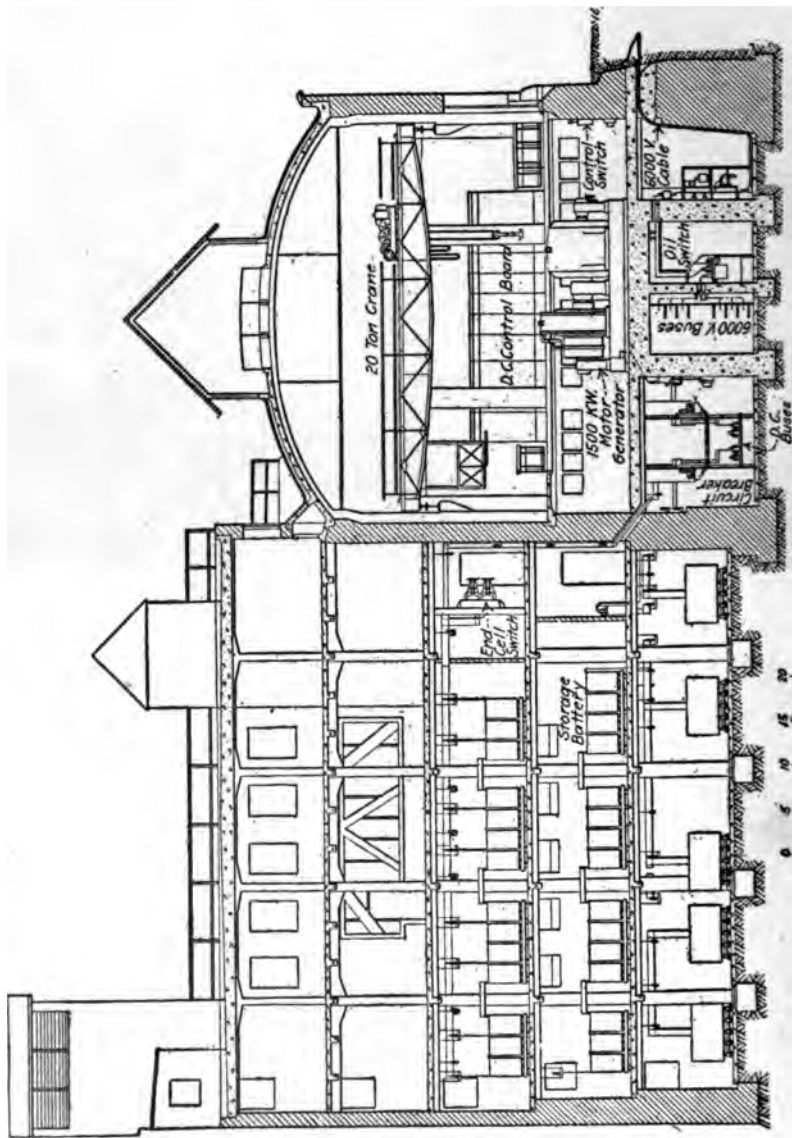 20 Ton Crane
D.C. Control Board
Control
Switch
6000 V.
Cable
Oil
Switch
6000 V. Buses
1500 KW.
Motor-
Generator
Circuit
Breaker
D.C.
Buses
End
Cell
Switch
Storage
Battery
0 5 10 15 20